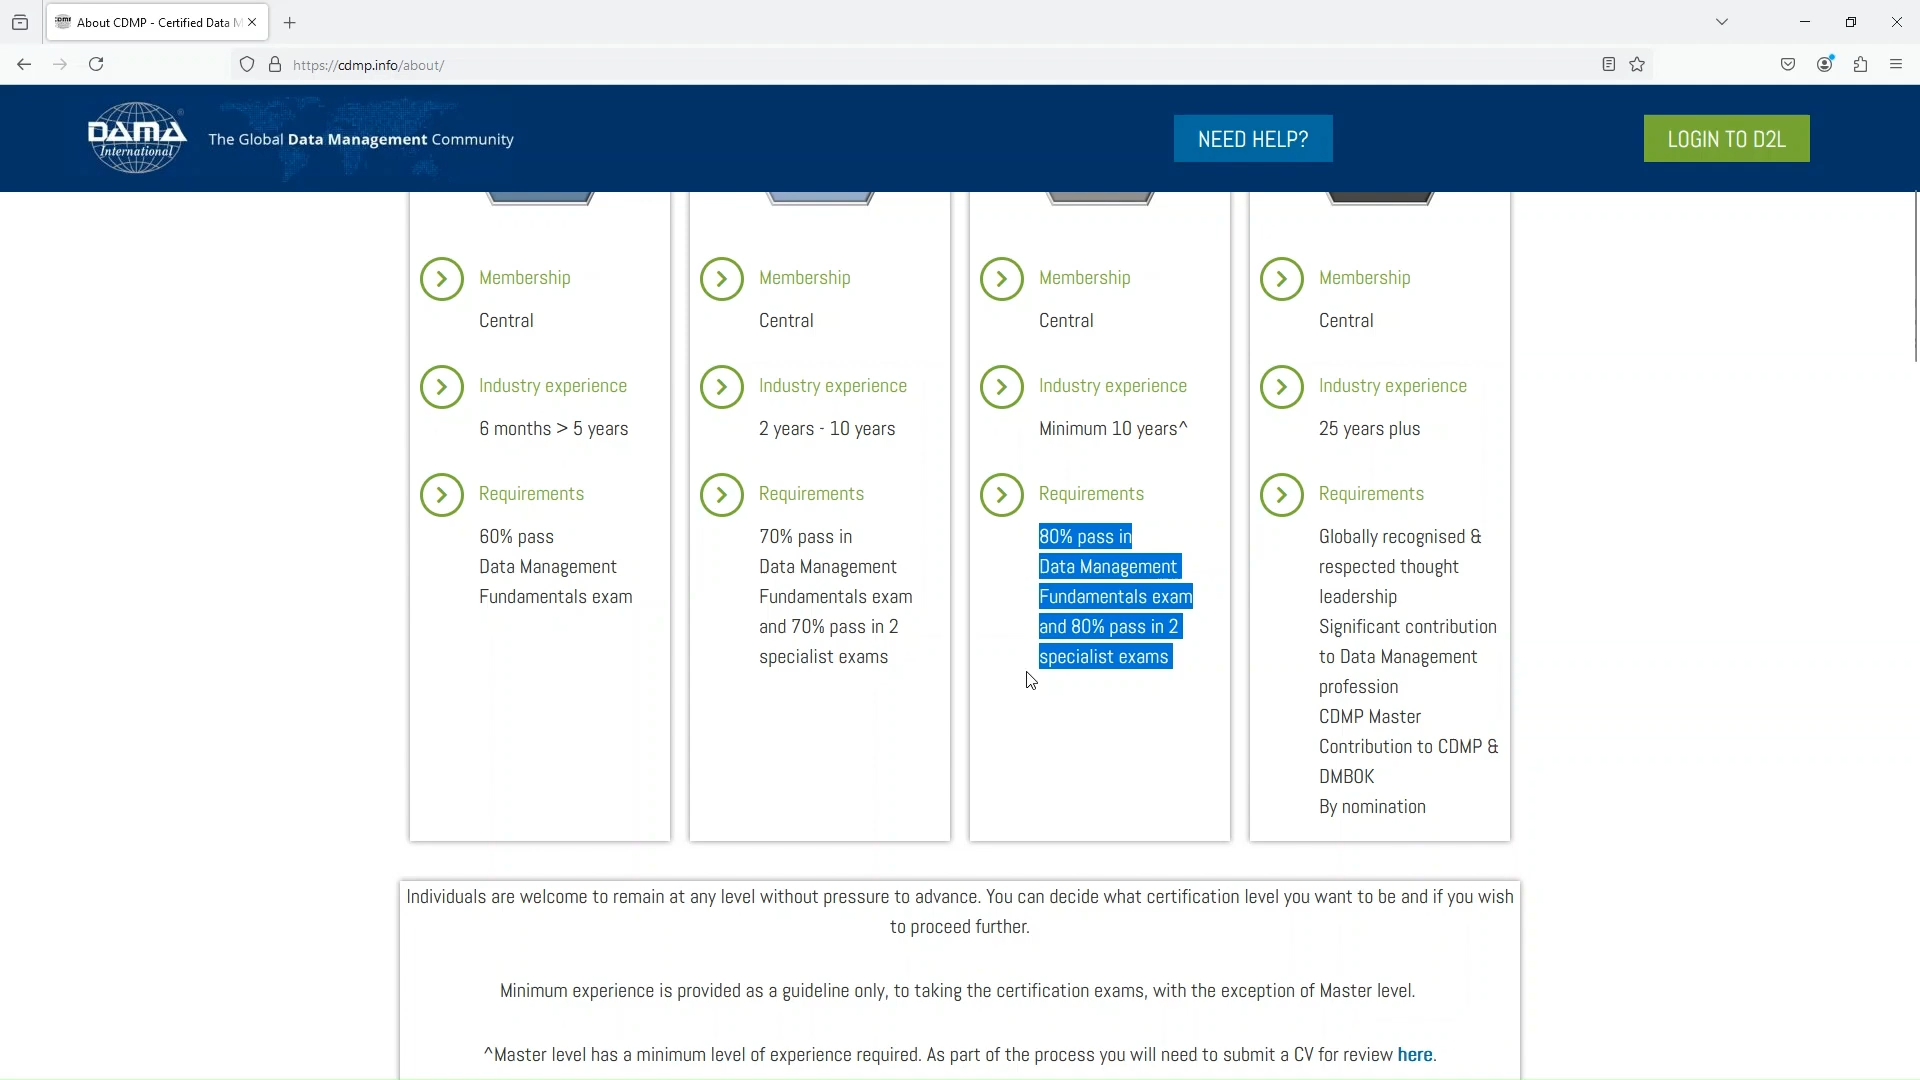 About CDMP - Certified Data M
https://cdmp.info/about/
DAMA
International
®
The Global Data Management Community
NEED HELP?
LOGIN TO D2L
Membership
Central
Industry experience
6 months > 5 years
Requirements
60% pass
Data Management
Fundamentals exam
Membership
Central
Industry experience
2 years - 10 years
Requirements
70% pass in
Data Management
Fundamentals exam
and 70% pass in 2
specialist exams
Membership
Central
Industry experience
Minimum 10 years^
Requirements
80% pass in
Data Management
Fundamentals exam
and 80% pass in 2
specialist exams
Membership
Central
Industry experience
25 years plus
Requirements
Globally recognised &
respected thought
leadership
Significant contribution
to Data Management
profession
CDMP Master
Contribution to CDMP &
DMBOK
By nomination
Individuals are welcome to remain at any level without pressure to advance. You can decide what certification level you want to be and if you wish
to proceed further.
Minimum experience is provided as a guideline only, to taking the certification exams, with the exception of Master level.
^Master level has a minimum level of experience required. As part of the process you will need to submit a CV for review here.